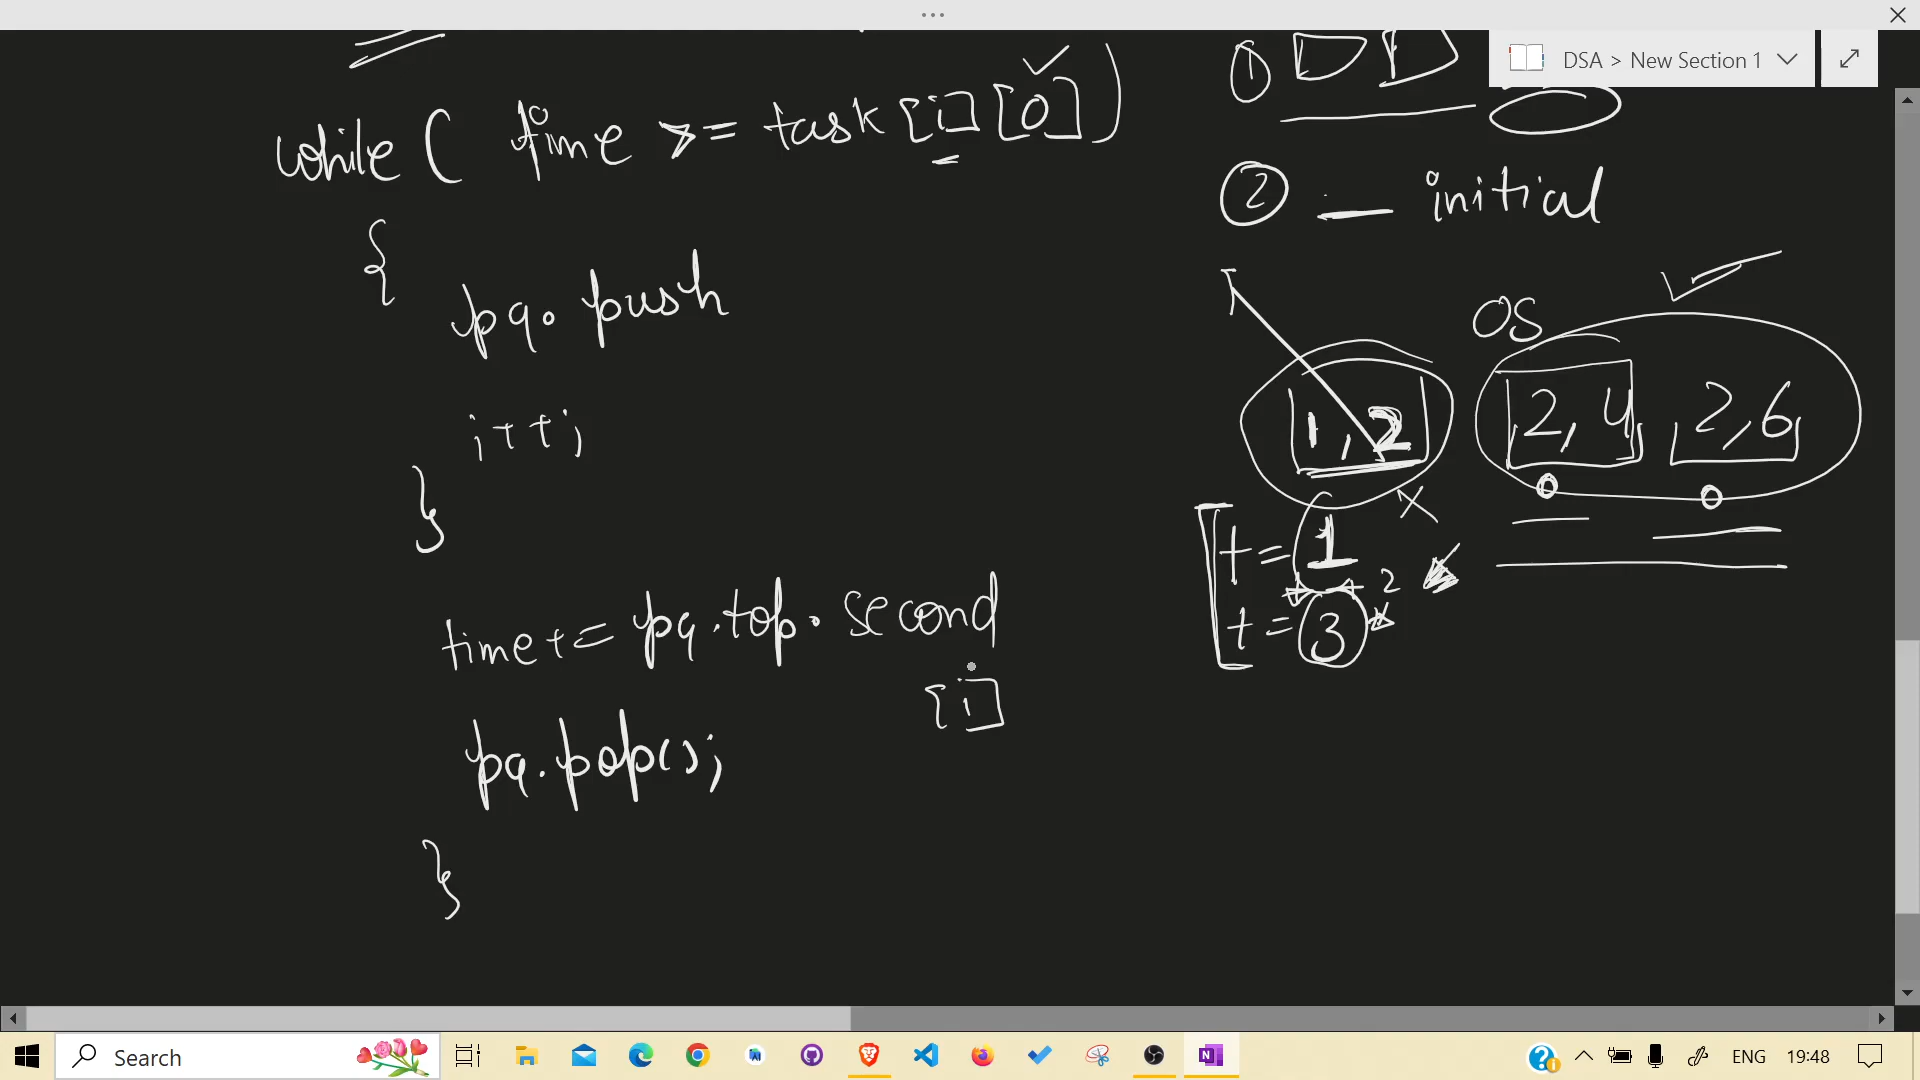 DSA > New Section 1
while ( time >= task [i] [0] )
{
pq. push
i++;
}
time += pq.top. second
[i]
pq.pop();
}
①
② — initial
OS
1, 2
2, 4, 2, 6,
t = 1
2
t = 3
Search
ENG
19:48